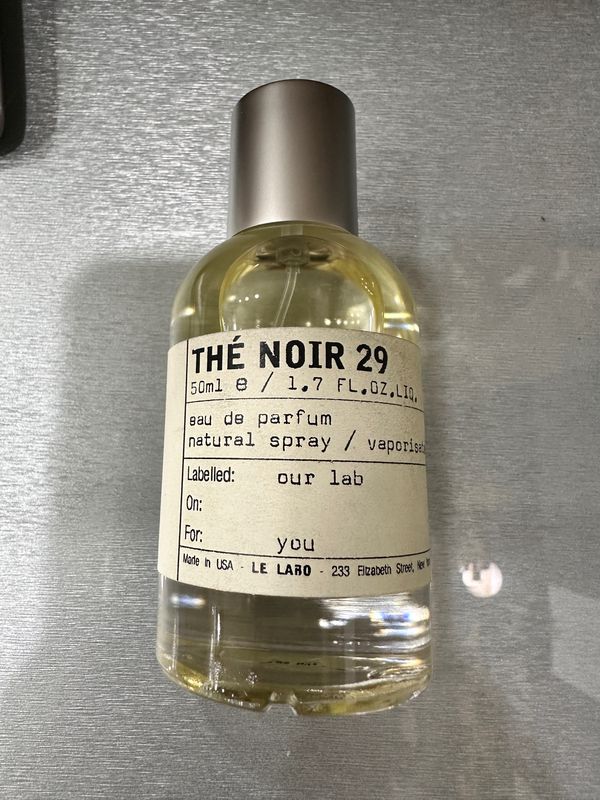 THÉ NOIR 29
50ml e / 1.7 FL.OZ.LIQ.
eau de parfum
natural spray /
Labelled: our lab
On:
For: you
Made in USA - LE LABO - 233 Elizabeth Street, New